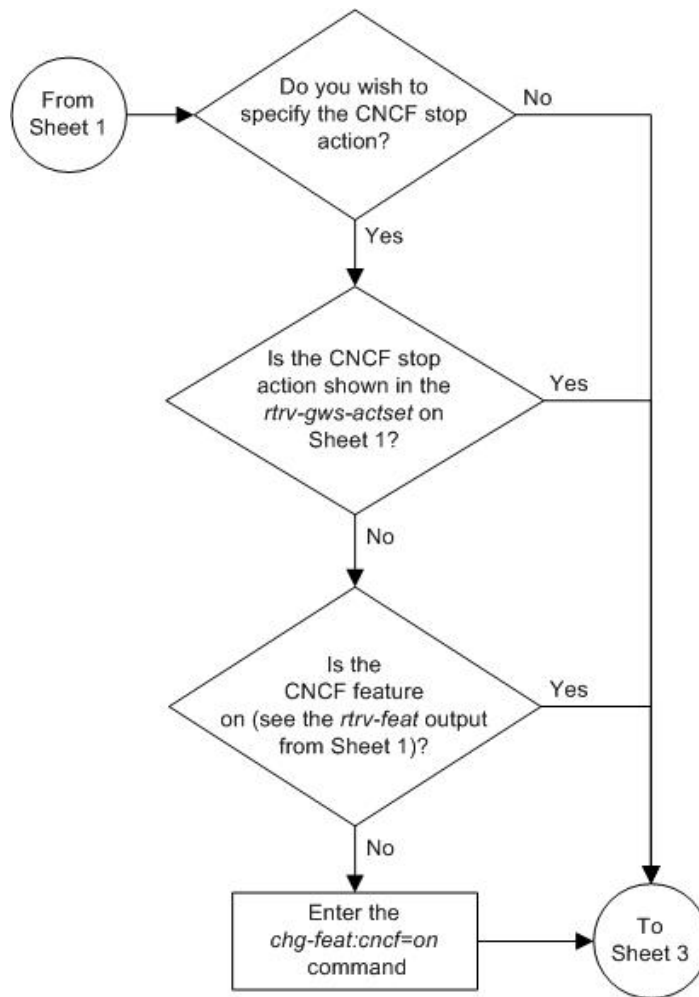 From
Sheet 1
Do you wish to
specify the CNCF stop
action?
No
Yes
Is the CNCF stop
action shown in the
rtrv-gws-actset on
Sheet 1?
Yes
No
Is the
CNCF feature
on (see the rtrv-feat output
from Sheet 1)?
Yes
No
Enter the
chg-feat:cncf=on
command
To
Sheet 3